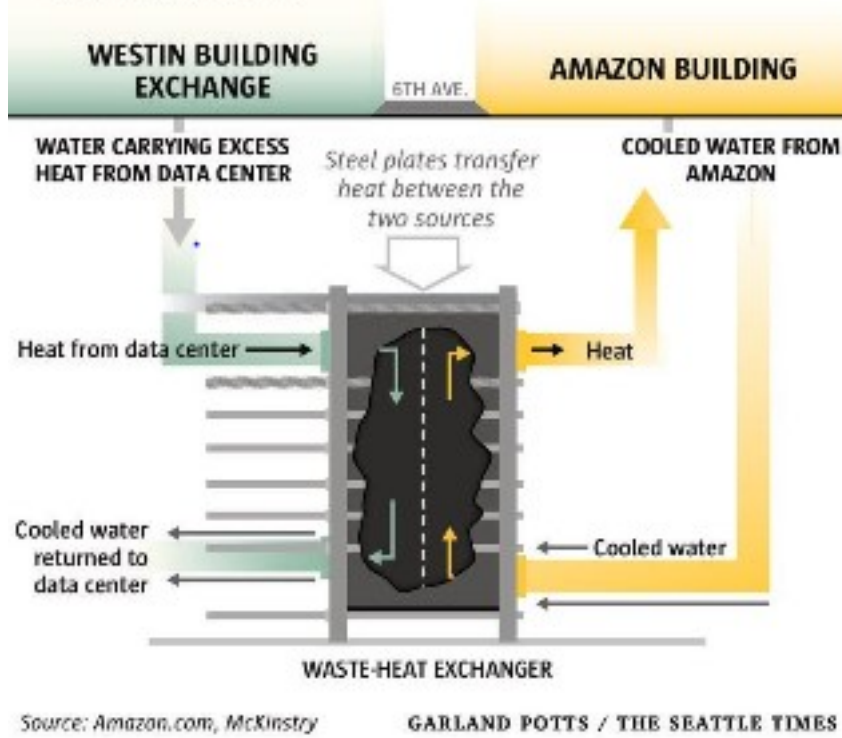 WESTIN BUILDING
EXCHANGE
6TH AVE.
AMAZON BUILDING
WATER CARRYING EXCESS
HEAT FROM DATA CENTER
Steel plates transfer
heat between the
two sources
COOLED WATER FROM
AMAZON
Heat from data center
Heat
Cooled water
returned to
data center
Cooled water
WASTE-HEAT EXCHANGER
Source: Amazon.com, McKinstry
GARLAND POTTS / THE SEATTLE TIMES